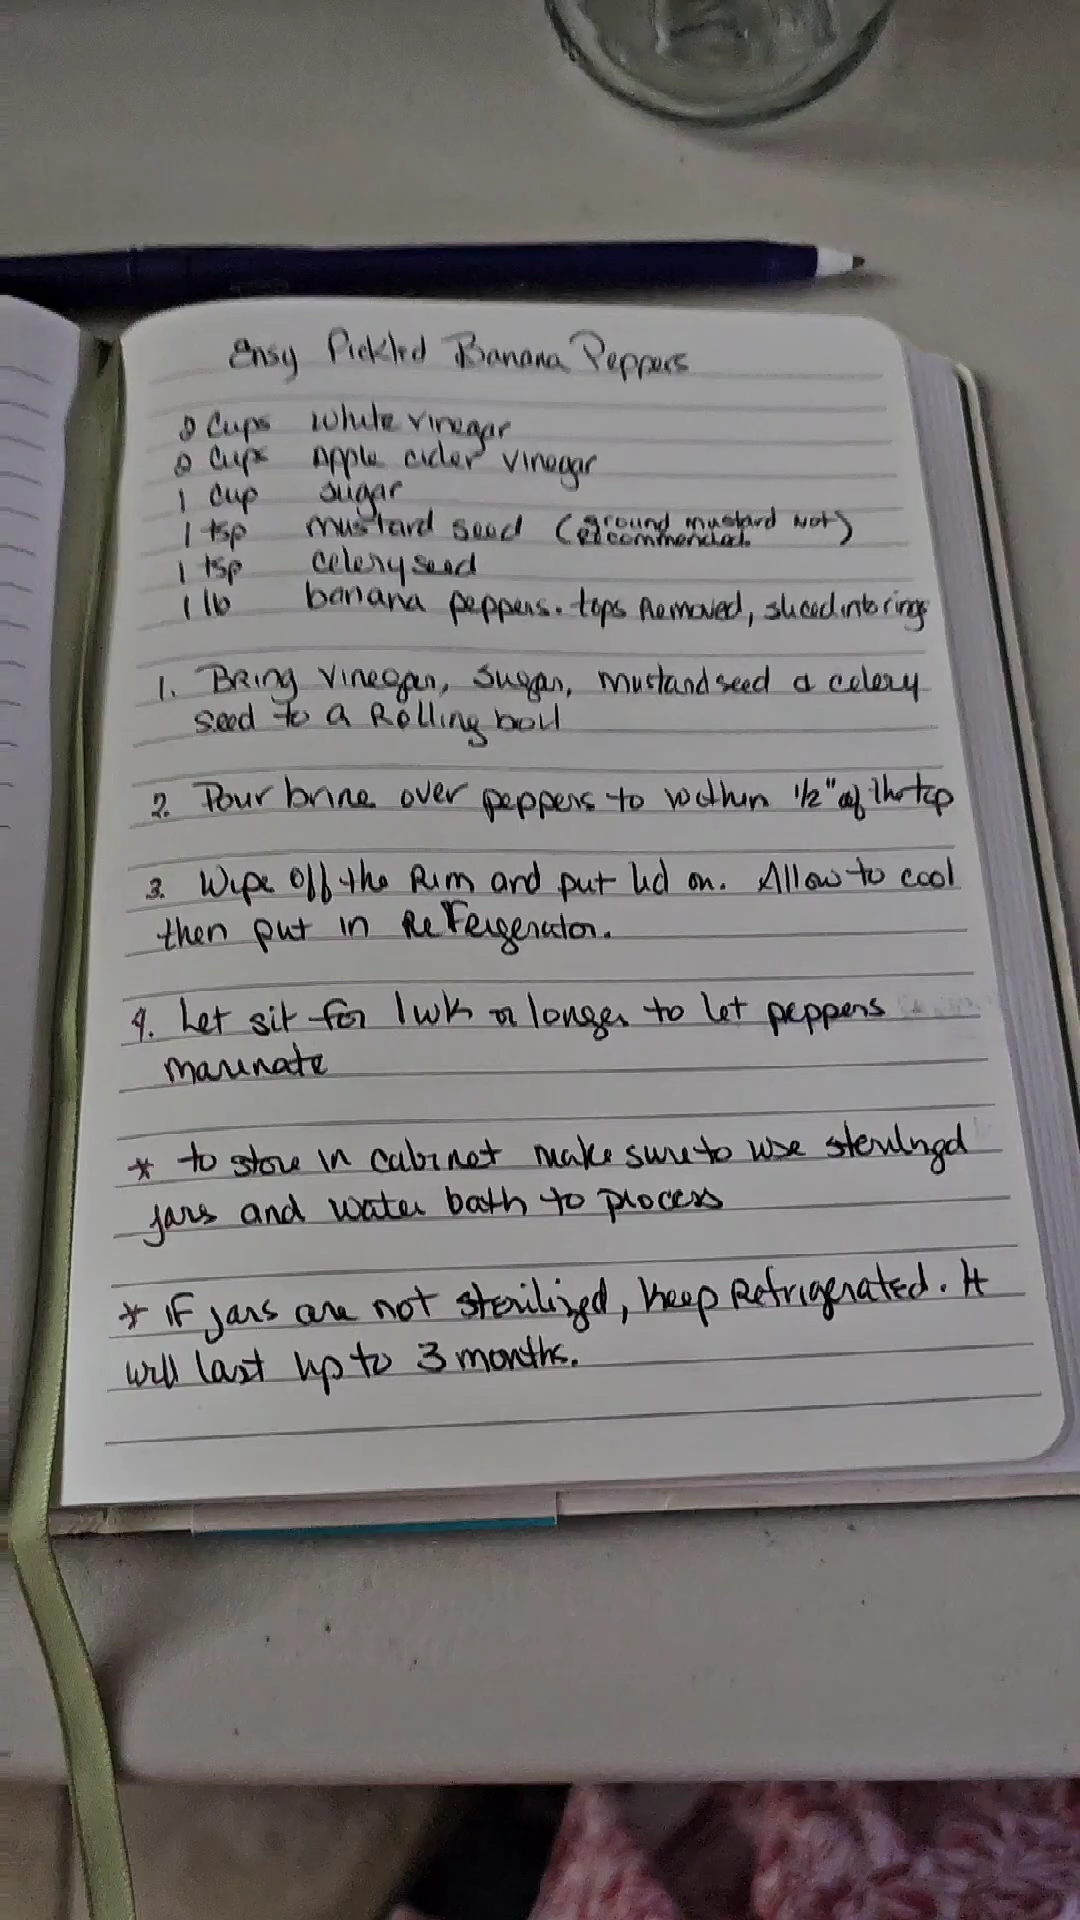 Easy Pickled Banana Peppers
2 Cups white vinegar
2 Cups Apple cider vinegar
1 cup sugar
1 tsp mustard seed (ground mustard not recommended.)
1 tsp celery seed
1 lb banana peppers. tops Removed, sliced into rings
1. Bring vinegar, sugar, mustard seed & celery
seed to a Rolling boil
2. Pour brine over peppers to within 1/2" of the top
3. Wipe off the Rim and put lid on. Allow to cool
then put in Refrigerator.
4. Let sit for 1 wk or longer to let peppers
marinate
* to store in cabinet make sure to use sterilized
jars and water bath to process
* IF jars are not sterilized, keep Refrigerated. It
will last up to 3 months.